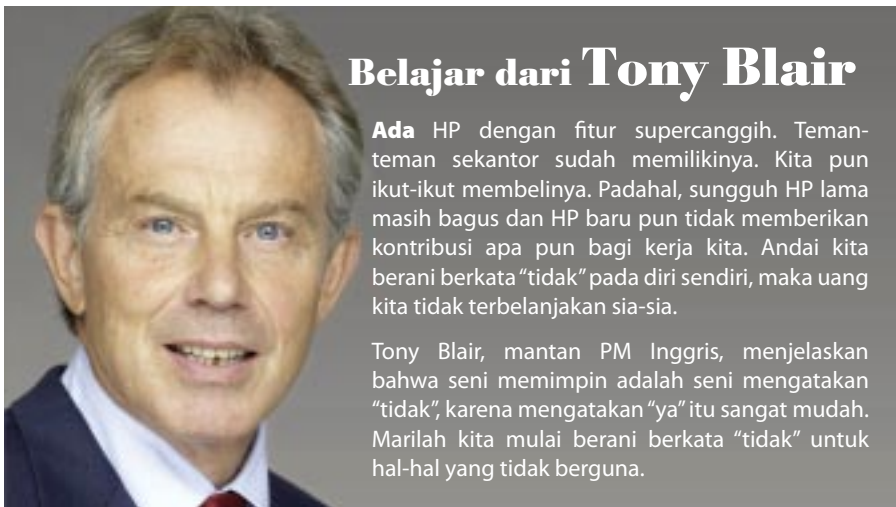 Belajar dari Tony Blair
Ada HP dengan fitur supercanggih. Teman-
teman sekantor sudah memilikinya. Kita pun
ikut-ikut membelinya. Padahal, sungguh HP lama
masih bagus dan HP baru pun tidak memberikan
kontribusi apa pun bagi kerja kita. Andai kita
berani berkata “tidak” pada diri sendiri, maka uang
kita tidak terbelanjakan sia-sia.
Tony Blair, mantan PM Inggris, menjelaskan
bahwa seni memimpin adalah seni mengatakan
“tidak”, karena mengatakan “ya” itu sangat mudah.
Marilah kita mulai berani berkata “tidak” untuk
hal-hal yang tidak berguna.